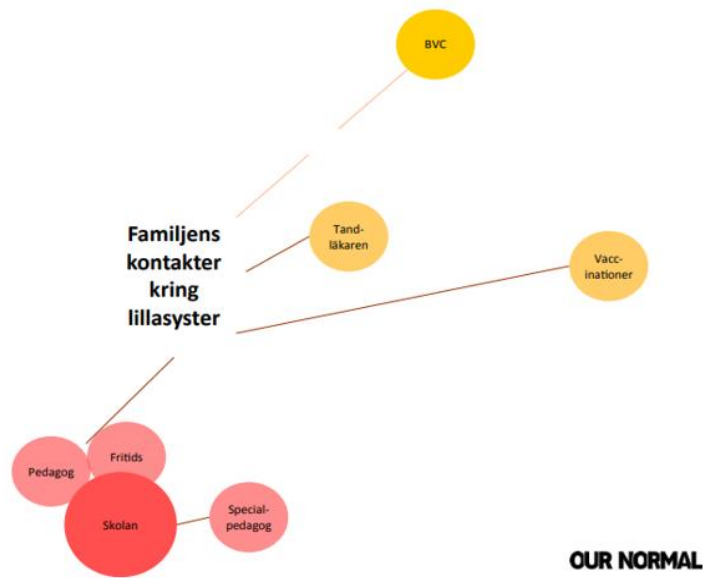 BVC
Tand-
läkaren
Familjens
kontakter
kring
lillasyster
Vacc-
inationer
Fritids
Pedagog
Skolan
Special-
pedagog
OUR NORMAL